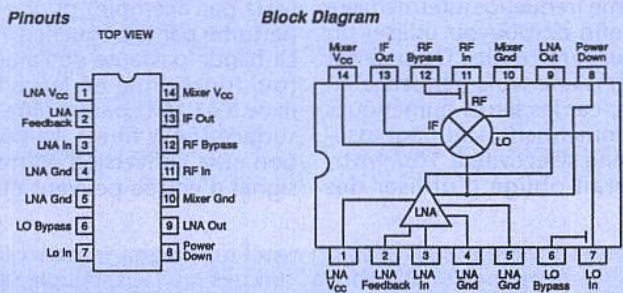 Pinouts
TOP VIEW
LNA VCC 1
LNA Feedback 2
LNA In 3
LNA Gnd 4
LNA Gnd 5
LO Bypass 6
Lo In 7
14 Mixer VCC
13 IF Out
12 RF Bypass
11 RF In
10 Mixer Gnd
9 LNA Out
8 Power Down
Block Diagram
Mixer VCC
IF Out
RF Bypass
RF In
Mixer Gnd
LNA Out
Power Down
14 13 12 11 10 9 8
RF
IF
LO
LNA
1 2 3 4 5 6 7
LNA VCC
LNA Feedback
LNA In
LNA Gnd
LNA Gnd
LO Bypass
LO In